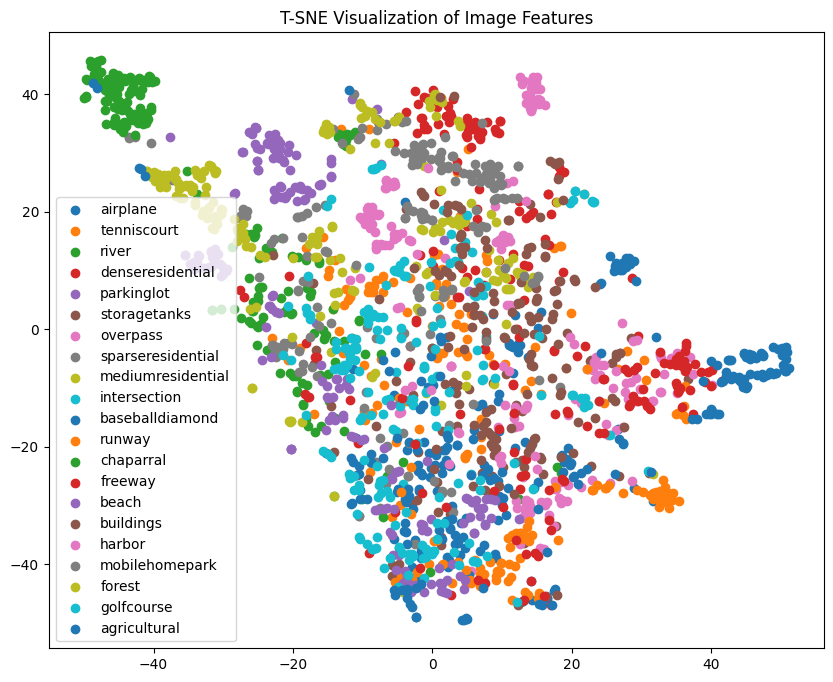 T-SNE Visualization of Image Features
40
20
0
−20
−40
airplane
tenniscourt
river
denseresidential
parkinglot
storagetanks
overpass
sparseresidential
mediumresidential
intersection
baseballdiamond
runway
chaparral
freeway
beach
buildings
harbor
mobilehomepark
forest
golfcourse
agricultural
−40 −20 0 20 40